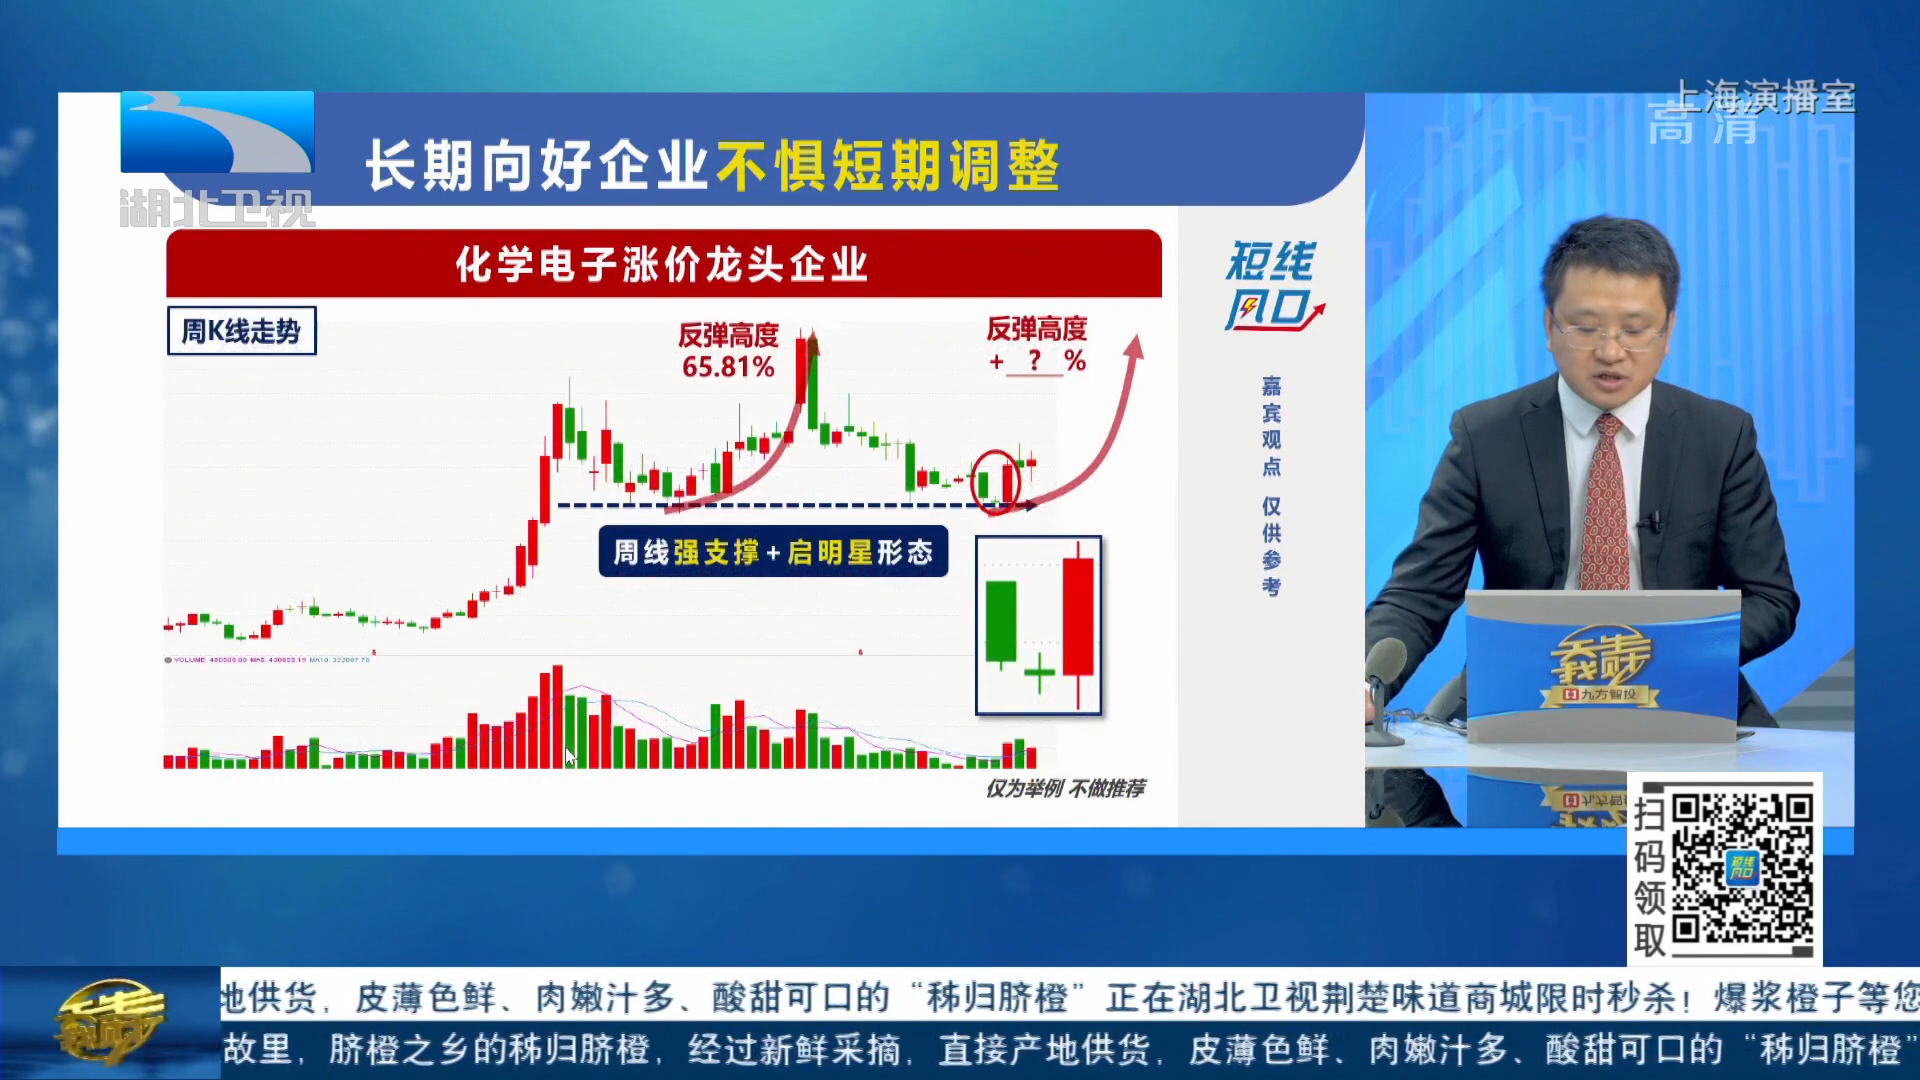 上海演播室
高清
湖北卫视
长期向好企业不惧短期调整
化学电子涨价龙头企业
周K线走势
反弹高度
65.81%
反弹高度
+ ? %
周线强支撑+启明星形态
仅为举例 不做推荐
短线
风口
嘉宾观点 仅供参考
天生我财
九方智投
扫码领取
短线
风口
地供货，皮薄色鲜、肉嫩汁多、酸甜可口的“秭归脐橙”正在湖北卫视荆楚味道商城限时秒杀！爆浆橙子等您
故里，脐橙之乡的秭归脐橙，经过新鲜采摘，直接产地供货，皮薄色鲜、肉嫩汁多、酸甜可口的“秭归脐橙”